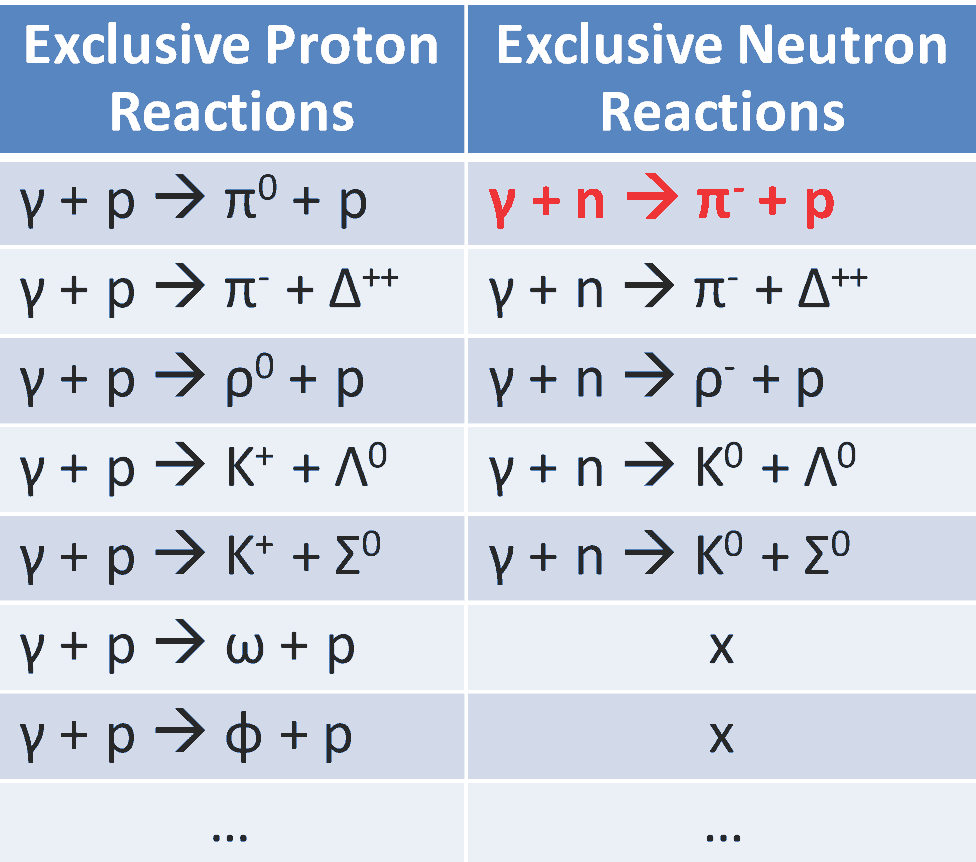 Exclusive Proton Reactions
Exclusive Neutron Reactions
γ + p → π⁰ + p
γ + n → π⁻ + p
γ + p → π⁻ + Δ⁺⁺
γ + n → π⁻ + Δ⁺⁺
γ + p → ρ⁰ + p
γ + n → ρ⁻ + p
γ + p → K⁺ + Λ⁰
γ + n → K⁰ + Λ⁰
γ + p → K⁺ + Σ⁰
γ + n → K⁰ + Σ⁰
γ + p → ω + p
x
γ + p → ϕ + p
x
...
...